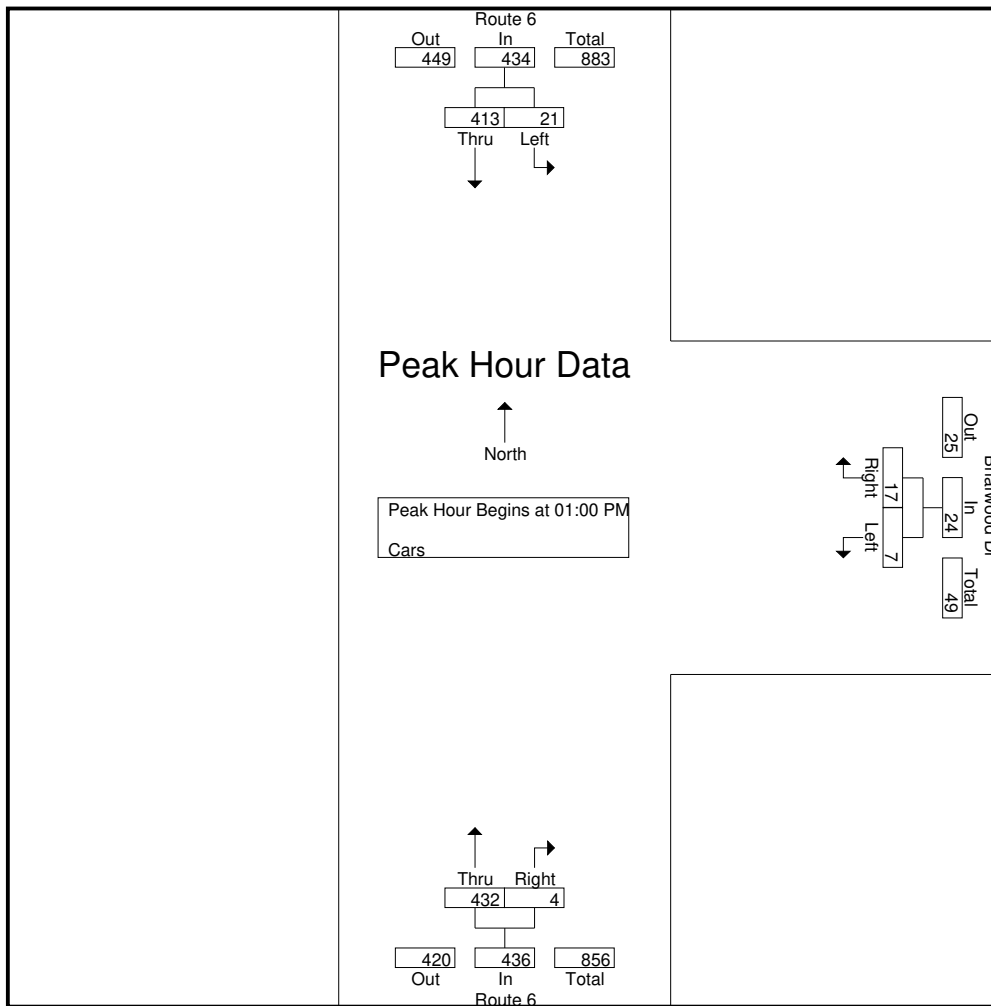 Route 6
Out In Total
449 434 883
413 21
Thru Left
Peak Hour Data
North
Peak Hour Begins at 01:00 PM
Cars
Right Left
17 7
Out In Total
25 24 49
Thru Right
432 4
420 436 856
Out In Total
Route 6